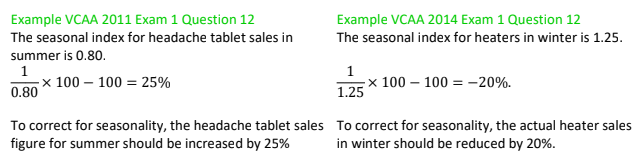 Example VCAA 2011 Exam 1 Question 12
The seasonal index for headache tablet sales in
summer is 0.80.
1/0.80 × 100 − 100 = 25%
To correct for seasonality, the headache tablet sales
figure for summer should be increased by 25%
Example VCAA 2014 Exam 1 Question 12
The seasonal index for heaters in winter is 1.25.
1/1.25 × 100 − 100 = −20%.
To correct for seasonality, the actual heater sales
in winter should be reduced by 20%.